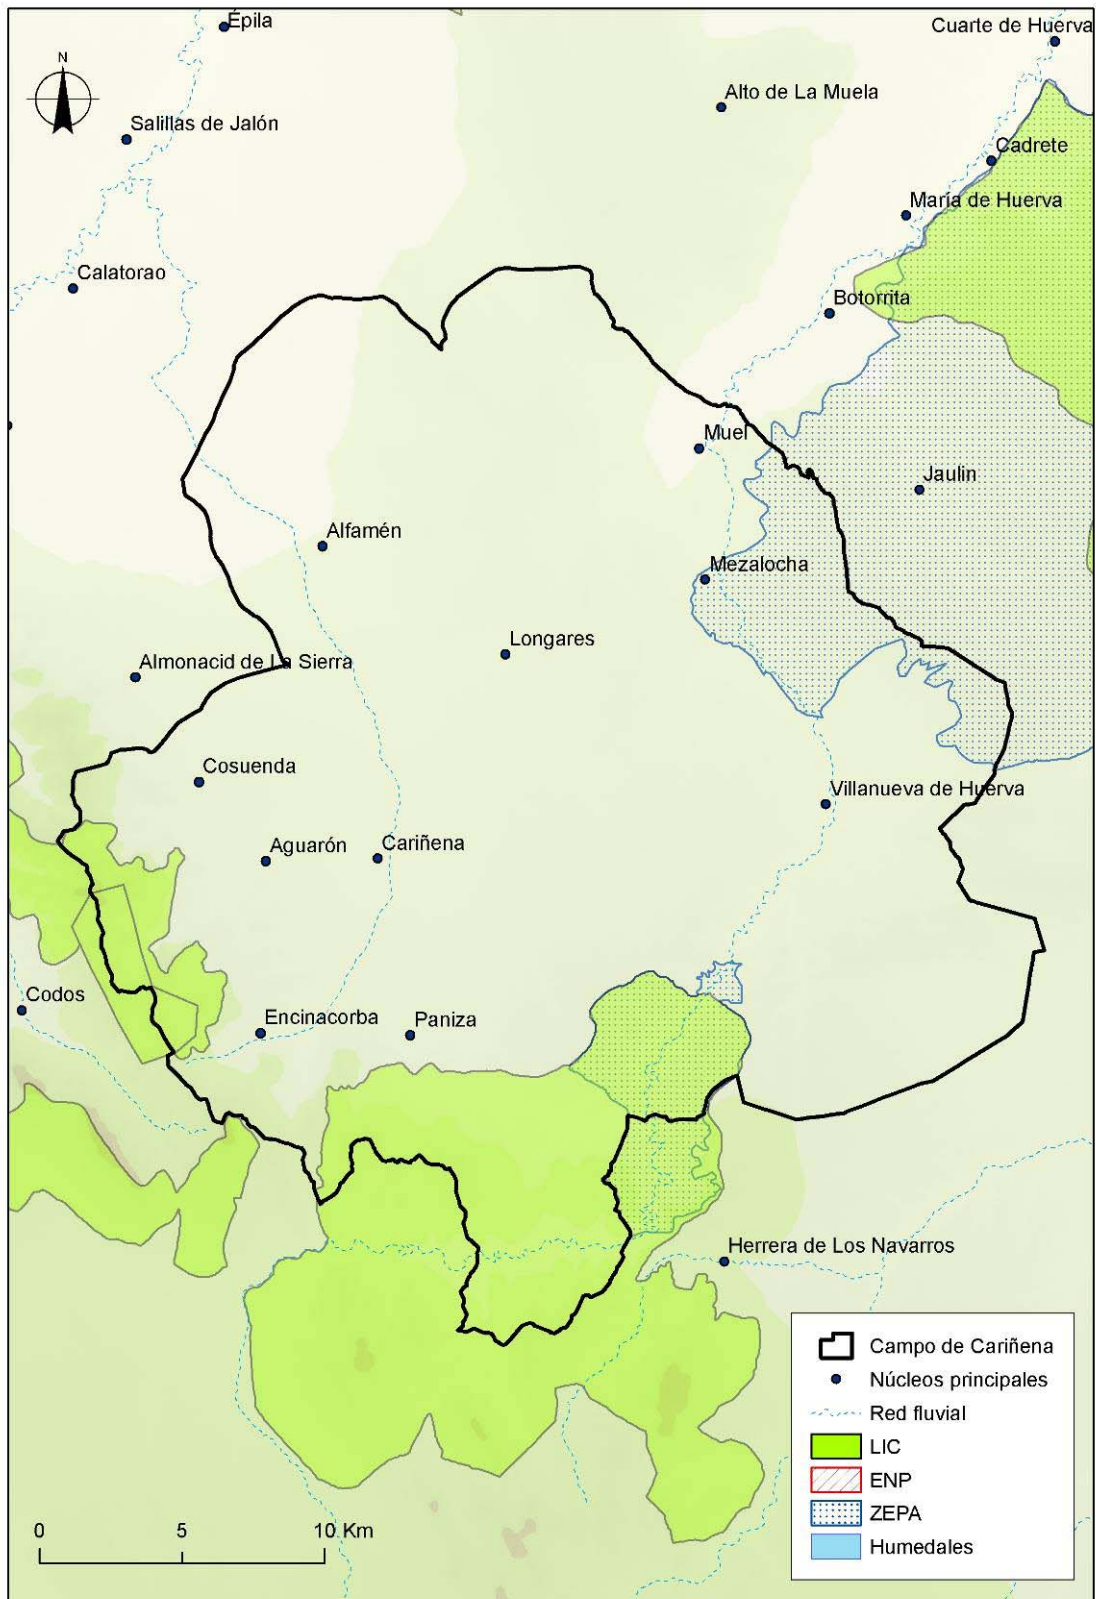 Épila
Cuarte de Huerva
N
Alto de La Muela
Salillas de Jalón
Cadrete
María de Huerva
Calatorao
Botorrita
Muel
Jaulin
Alfamén
Mezalocha
Longares
Almonacid de La Sierra
Cosuenda
Villanueva de Huerva
Aguarón
Cariñena
Codos
Encinacorba
Paniza
Herrera de Los Navarros
Campo de Cariñena
Núcleos principales
Red fluvial
LIC
ENP
ZEPA
Humedales
0 5 10 Km